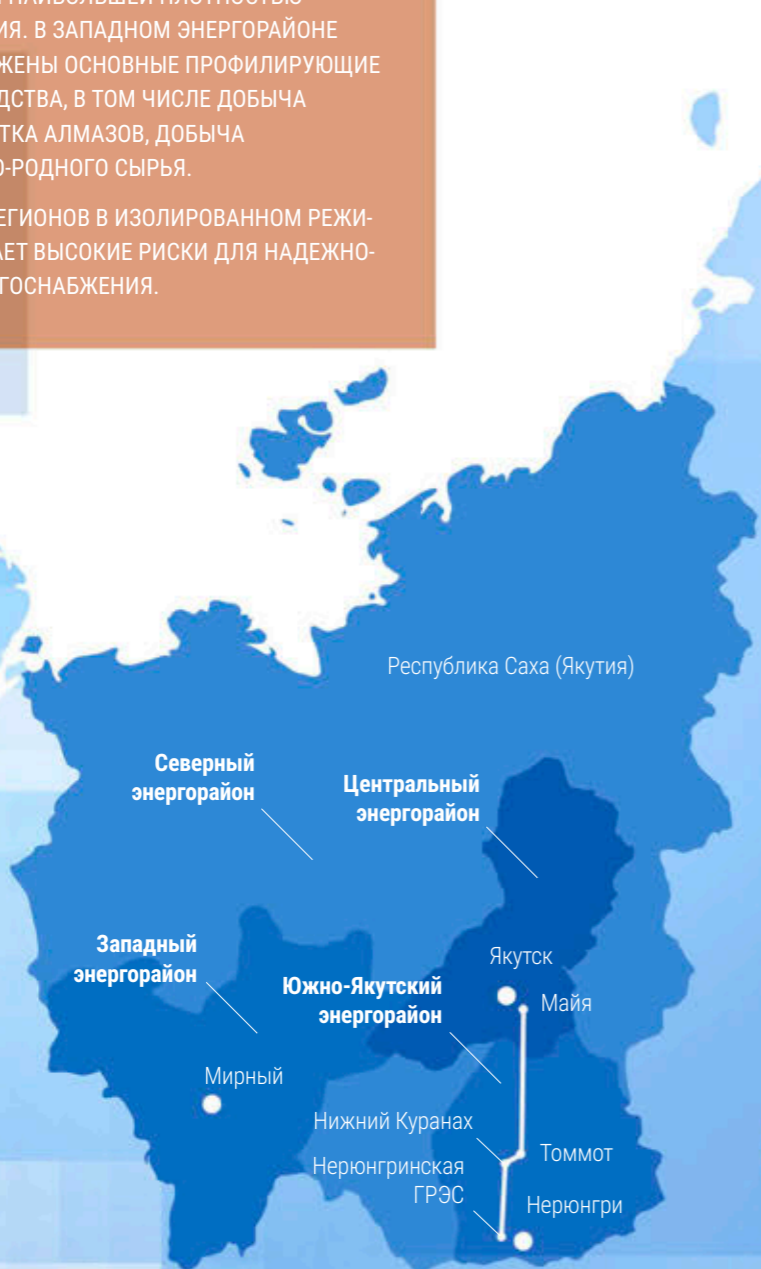 НАИБОЛЬШЕЙ ПЛОТНОСТЬЮ
ИЯ. В ЗАПАДНОМ ЭНЕРГОРАЙОНЕ
ЖЕНЫ ОСНОВНЫЕ ПРОФИЛИРУЮЩИЕ
ДСТВА, В ТОМ ЧИСЛЕ ДОБЫЧА
ТКА АЛМАЗОВ, ДОБЫЧА
О-РОДНОГО СЫРЬЯ.
ЕГИОНОВ В ИЗОЛИРОВАННОМ РЕЖИ-
АЕТ ВЫСОКИЕ РИСКИ ДЛЯ НАДЕЖНО-
ГОСНАБЖЕНИЯ.
Республика Саха (Якутия)
Северный
энергорайон
Центральный
энергорайон
Западный
энергорайон
Южно-Якутский
энергорайон
Якутск
Майя
Мирный
Нижний Куранах
Томмот
Нерюнгринская
ГРЭС
Нерюнгри